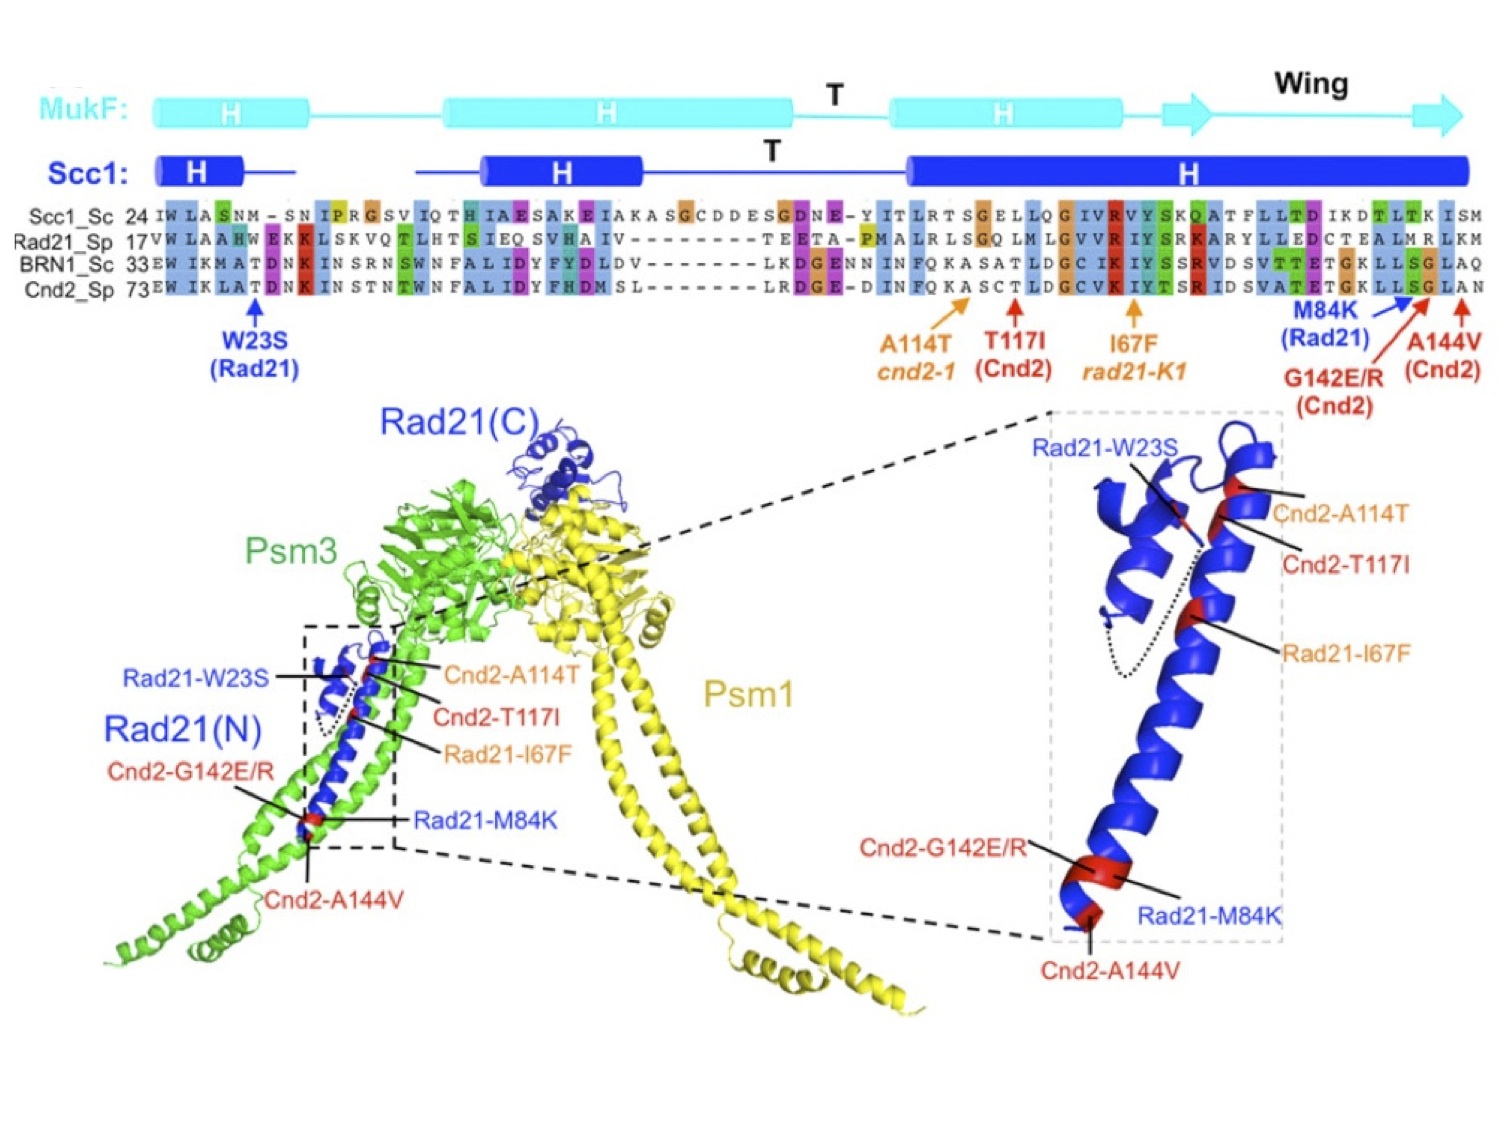 MukF: H H T H Wing
Scc1: H H T H
Scc1_Sc 24 IWLASNM-SNIPRGSVIQTHIAESAKEIAKASGCDDESGDNE-YITLRTSGELLQGIVRVYSKQATFLLTDIKDTLTKISM
Rad21_Sp 17 VWLAAHWEKKLSKVQTLHTSIEQSVHAIV--------TEETA-PMALRLSGQLMLGVVRIYSRKARYLLEDCTEALMRLKM
BRN1_Sc 33 EWIKMATDNKINSRNSWNFALIDYFYDLDV-------LKDGENNINFQKASATLDGCIKIYSSRVDSVTTETGKLLSGLAQ
Cnd2_Sp 73 EWIKLATDNKINSTNTWNFALIDYFHDMSL-------LRDGE-DINFQKASCTLDGCVKIYTSRIDSVATETGKLLSGLAN
W23S
(Rad21)
A114T
cnd2-1
T117I
(Cnd2)
I67F
rad21-K1
M84K
(Rad21)
G142E/R
(Cnd2)
A144V
(Cnd2)
Rad21(C)
Psm3
Rad21-W23S
Rad21(N)
Cnd2-G142E/R
Cnd2-A114T
Cnd2-T117I
Rad21-I67F
Rad21-M84K
Cnd2-A144V
Psm1
Rad21-W23S
Cnd2-A114T
Cnd2-T117I
Rad21-I67F
Cnd2-G142E/R
Rad21-M84K
Cnd2-A144V